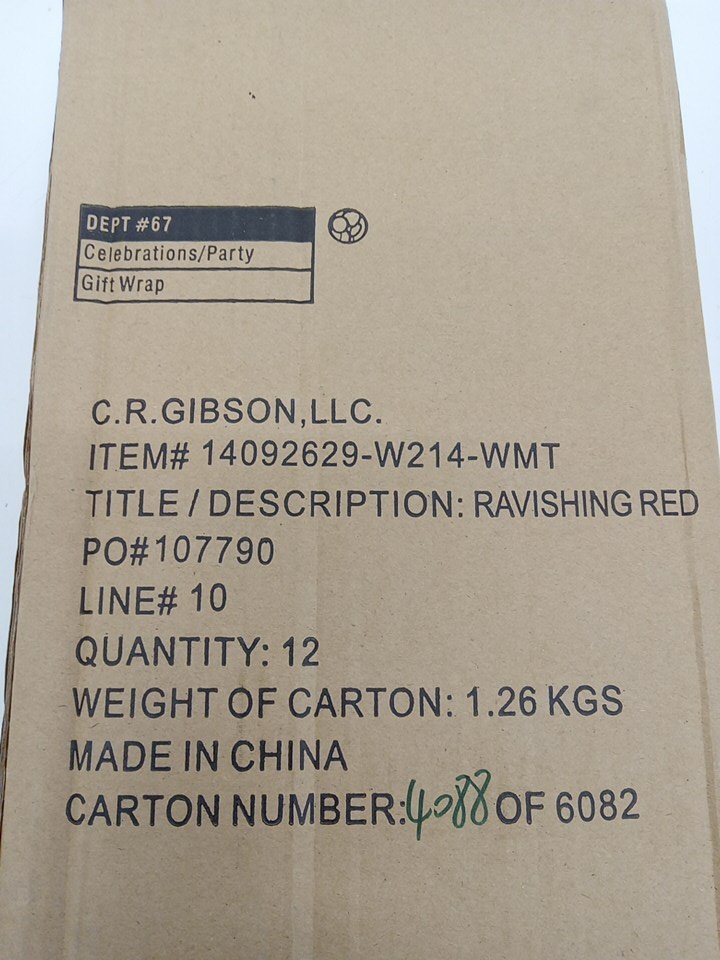 DEPT #67
Celebrations/Party
Gift Wrap
C.R.GIBSON,LLC.
ITEM# 14092629-W214-WMT
TITLE / DESCRIPTION: RAVISHING RED
PO#107790
LINE# 10
QUANTITY: 12
WEIGHT OF CARTON: 1.26 KGS
MADE IN CHINA
CARTON NUMBER:4088 OF 6082